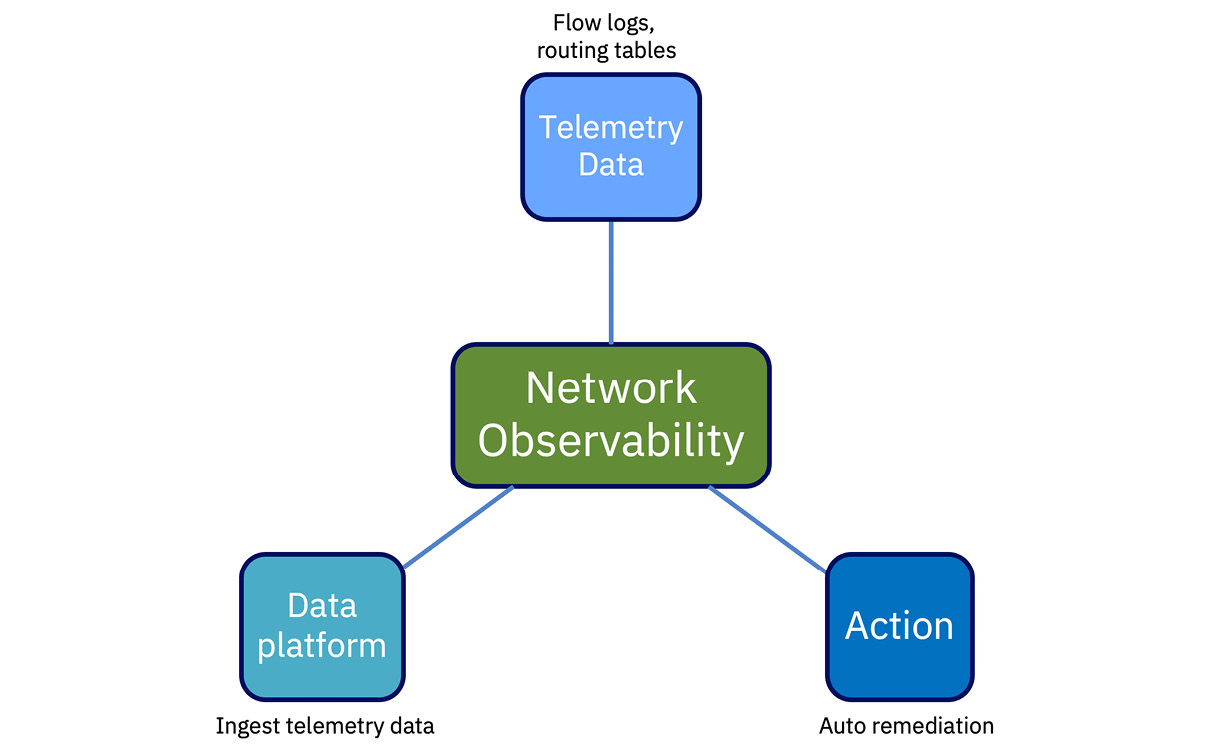 Flow logs,
routing tables
Telemetry
Data
Network
Observability
Data
platform
Ingest telemetry data
Action
Auto remediation